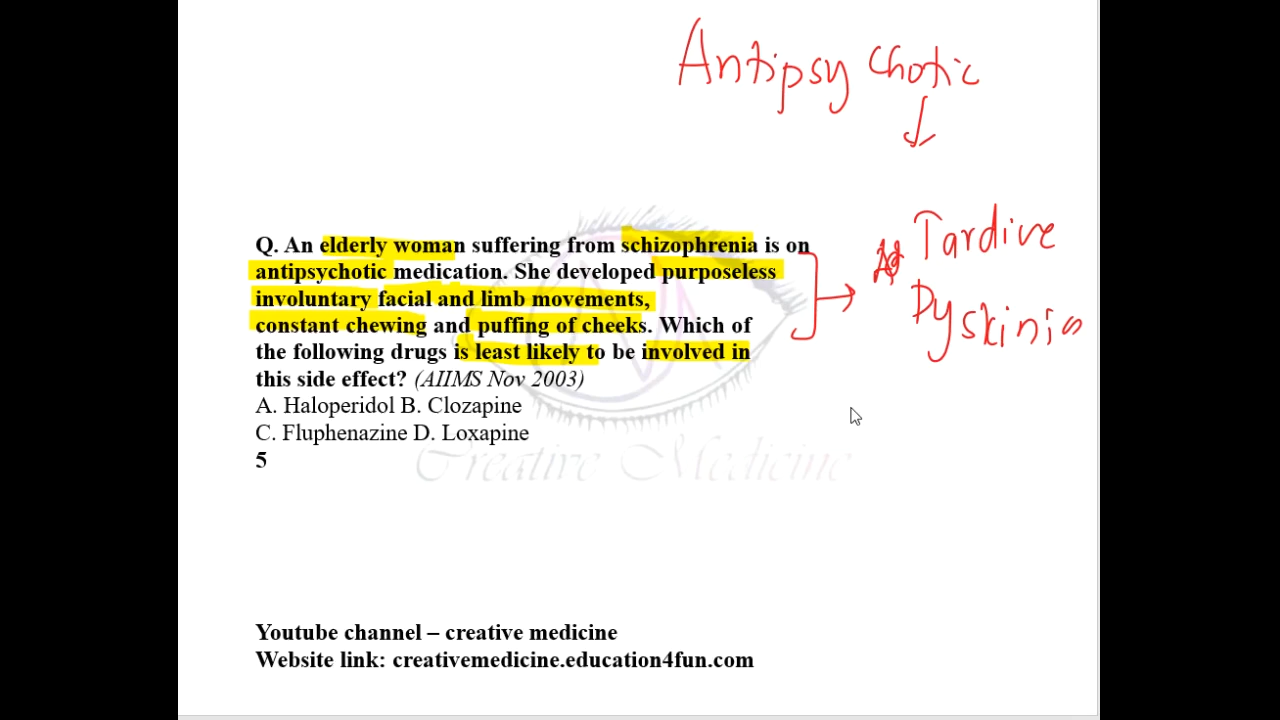 Antipsychotic
Q. An elderly woman suffering from schizophrenia is on
antipsychotic medication. She developed purposeless
involuntary facial and limb movements,
constant chewing and puffing of cheeks. Which of
the following drugs is least likely to be involved in
this side effect? (AIIMS Nov 2003)
A. Haloperidol B. Clozapine
C. Fluphenazine D. Loxapine
5
Tardive
Dyskinia
Creative Medicine
Youtube channel – creative medicine
Website link: creativemedicine.education4fun.com